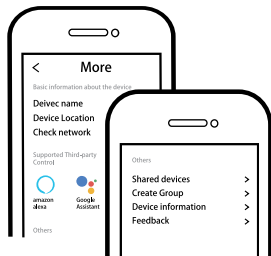 < More
Basic information about the device
Deivec name
Device Location
Check network
Supported Third-party
Control
amazon
alexa
Google
Assistant
Others
Others
Shared devices >
Create Group >
Device information >
Feedback >